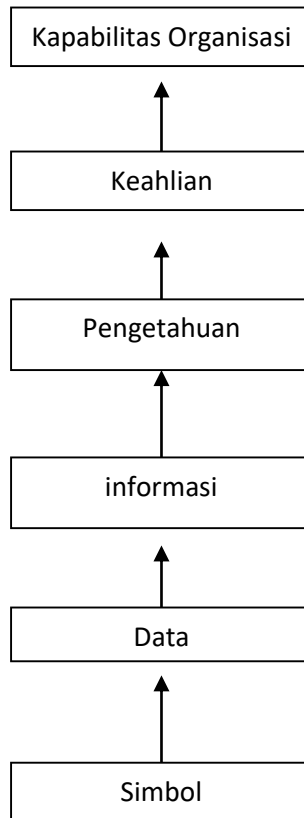 Kapabilitas Organisasi
Keahlian
Pengetahuan
informasi
Data
Simbol